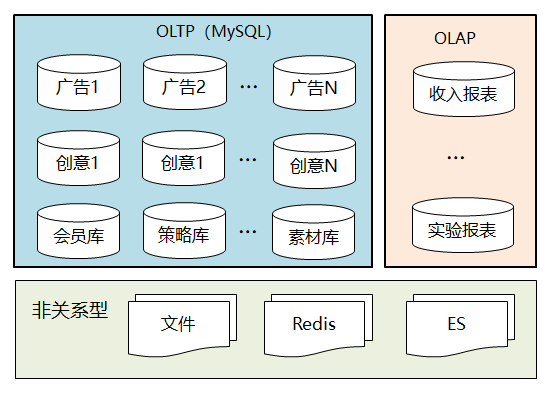 OLTP（MySQL）
广告1
广告2
...
广告N
创意1
创意1
...
创意N
会员库
策略库
...
素材库
OLAP
收入报表
...
实验报表
非关系型
文件
Redis
ES